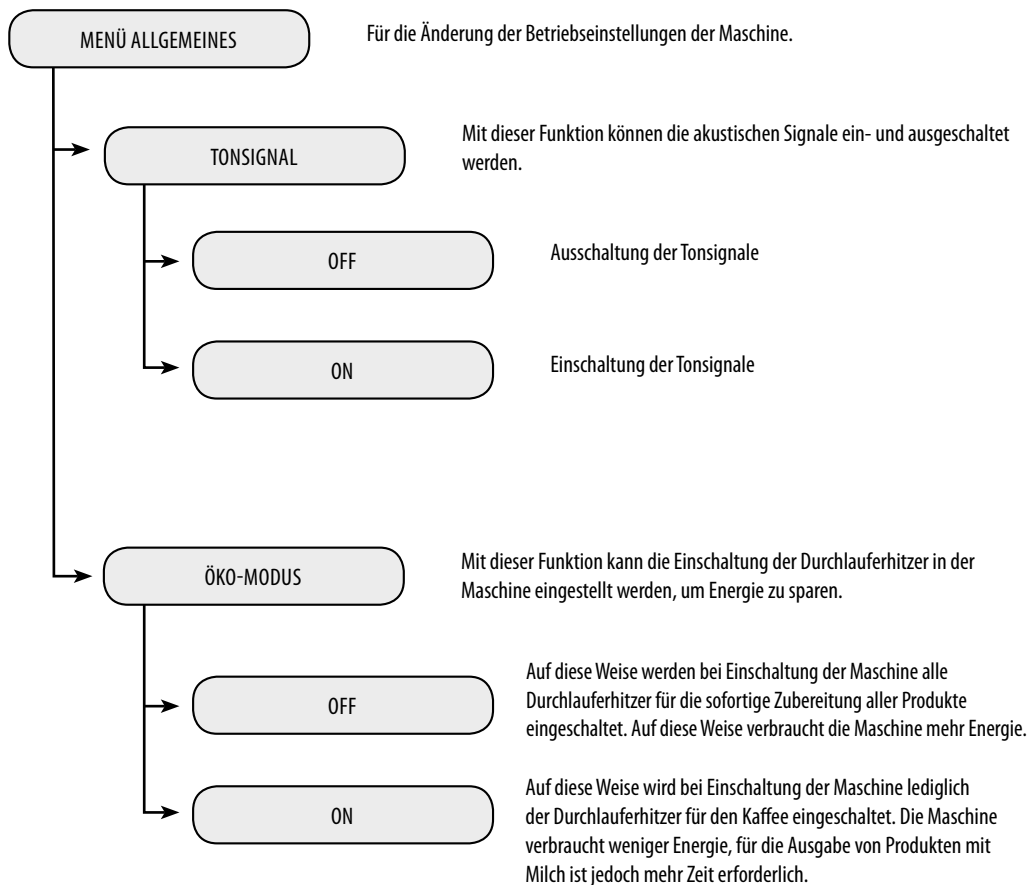 MENÜ ALLGEMEINES
Für die Änderung der Betriebseinstellungen der Maschine.
TONSIGNAL
Mit dieser Funktion können die akustischen Signale ein- und ausgeschaltet
werden.
OFF
Ausschaltung der Tonsignale
ON
Einschaltung der Tonsignale
ÖKO-MODUS
Mit dieser Funktion kann die Einschaltung der Durchlauferhitzer in der
Maschine eingestellt werden, um Energie zu sparen.
OFF
Auf diese Weise werden bei Einschaltung der Maschine alle
Durchlauferhitzer für die sofortige Zubereitung aller Produkte
eingeschaltet. Auf diese Weise verbraucht die Maschine mehr Energie.
ON
Auf diese Weise wird bei Einschaltung der Maschine lediglich
der Durchlauferhitzer für den Kaffee eingeschaltet. Die Maschine
verbraucht weniger Energie, für die Ausgabe von Produkten mit
Milch ist jedoch mehr Zeit erforderlich.